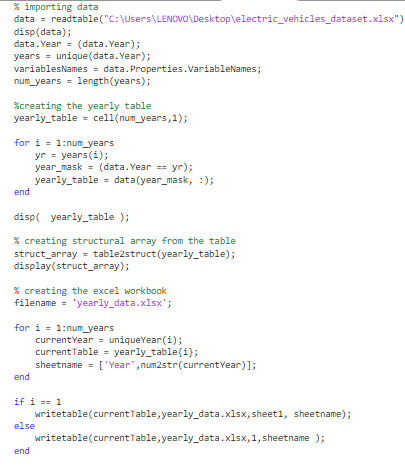 % importing data
data = readtable("C:\Users\LENOVO\Desktop\electric_vehicles_dataset.xlsx")
disp(data);
data.Year = (data.Year);
years = unique(data.Year);
variablesNames = data.Properties.VariableNames;
num_years = length(years);
%creating the yearly table
yearly_table = cell(num_years,1);
for i = 1:num_years
yr = years(i);
year_mask = (data.Year == yr);
yearly_table = data(year_mask, :);
end
disp(  yearly_table );
% creating structural array from the table
struct_array = table2struct(yearly_table);
display(struct_array);
% creating the excel workbook
filename = 'yearly_data.xlsx';
for i = 1:num_years
currentYear = uniqueYear(i);
currentTable = yearly_table{i};
sheetname = ['Year',num2str(currentYear)];
end
if i == 1
writetable(currentTable,yearly_data.xlsx,sheet1, sheetname);
else
writetable(currentTable,yearly_data.xlsx,1,sheetname );
end